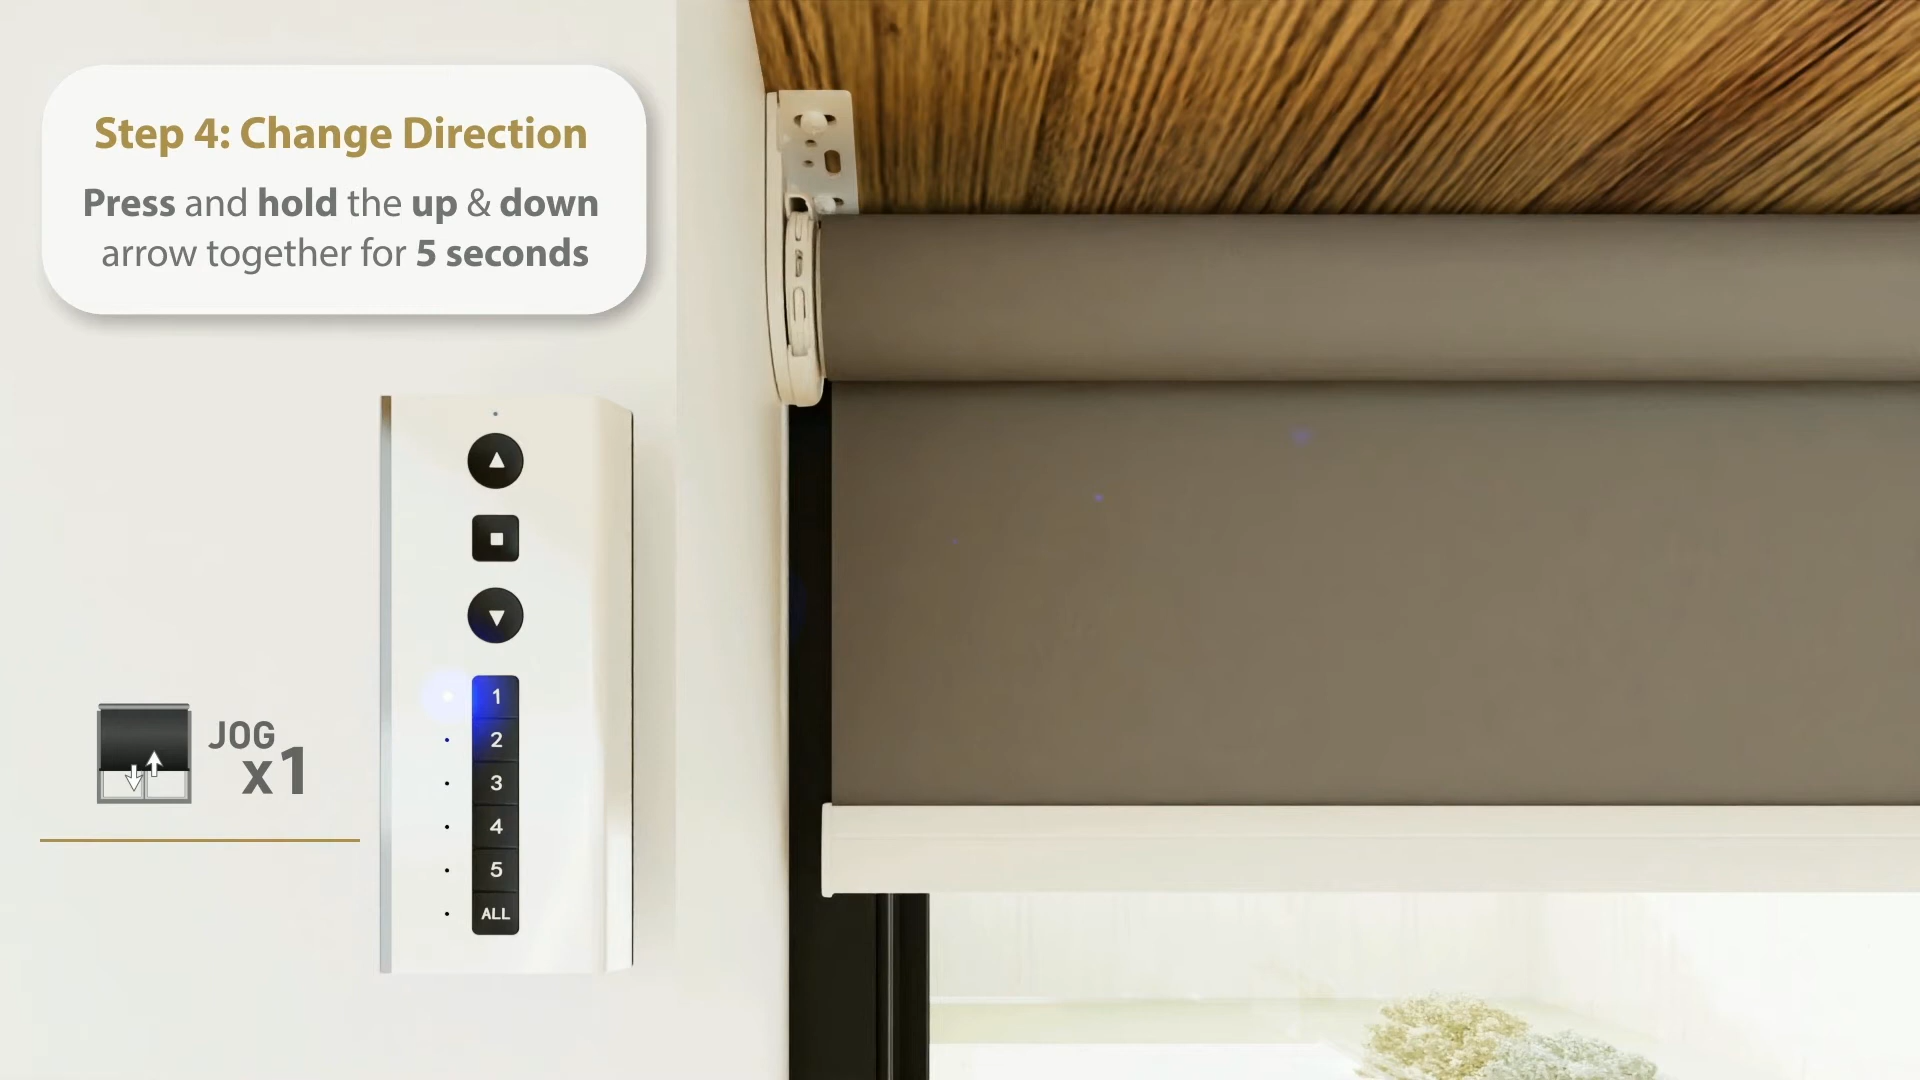 Step 4: Change Direction
Press and hold the up & down
arrow together for 5 seconds
JOG
x1
1
2
3
4
5
ALL